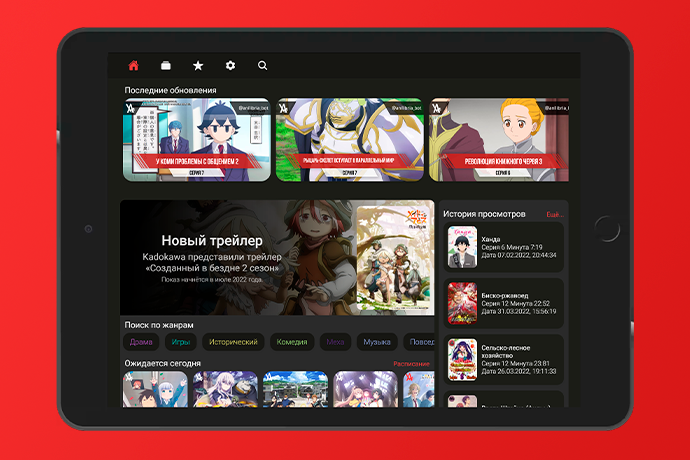 Последние обновления
@anilibria_bot
У КОМИ ПРОБЛЕМЫ С ОБЩЕНИЕМ 2
СЕРИЯ 7
@anilibria_bot
РЫЦАРЬ-СКЕЛЕТ ВСТУПАЕТ В ПАРАЛЛЕЛЬНЫЙ МИР
СЕРИЯ 7
@anilibria_bot
РЕВОЛЮЦИЯ КНИЖНОГО ЧЕРВЯ 3
СЕРИЯ 6
Новый трейлер
Kadokawa представили трейлер
«Созданный в бездне 2 сезон»
Показ начнётся в июле 2022 года.
Поиск по жанрам
Драма
Игры
Исторический
Комедия
Меха
Музыка
Повсед
Ожидается сегодня
Расписание
История просмотров
Ещё...
Ханда
Серия 6 Минута 7:19
Дата 07.02.2022, 20:44:34
Биско-ржавоед
Серия 12 Минута 22:52
Дата 31.03.2022, 15:56:19
Сельско-лесное
хозяйство
Серия 12 Минута 23:81
Дата 26.03.2022, 19:11:33